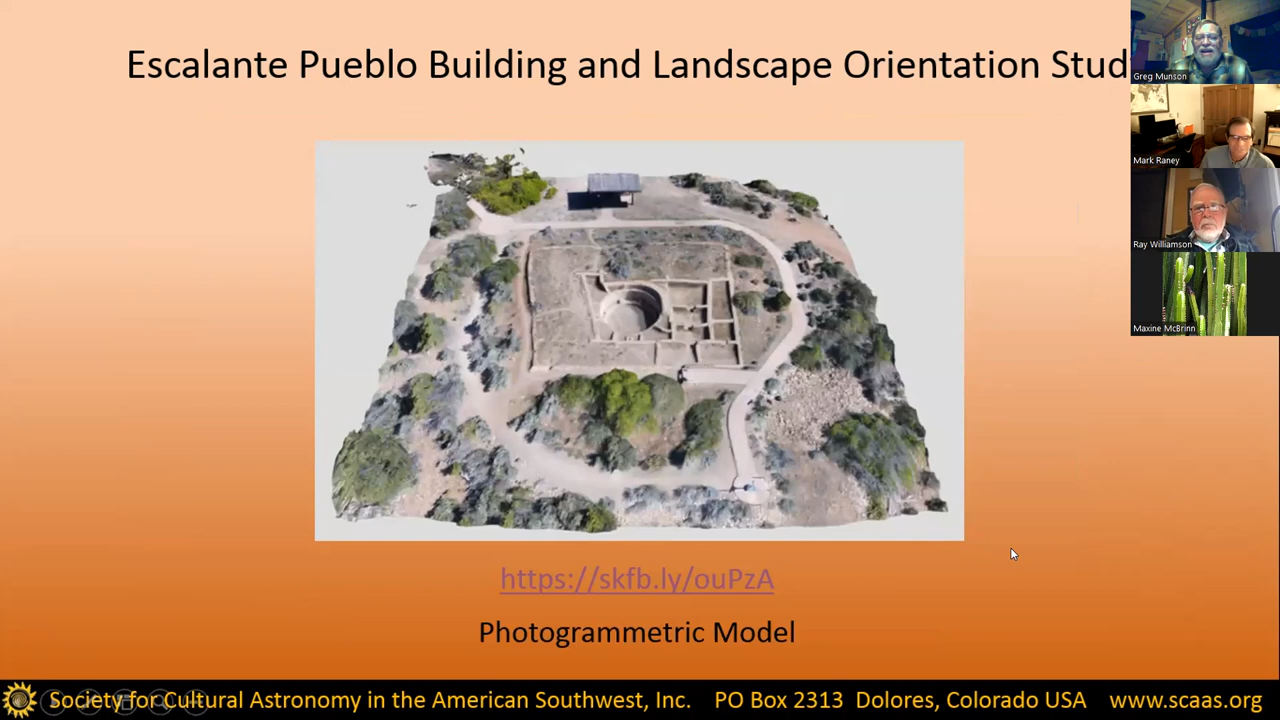 Escalante Pueblo Building and Landscape Orientation Stud
Greg Munson
Mark Raney
Ray Williamson
Maxine McBrinn
https://skfb.ly/ouPzA
Photogrammetric Model
Society for Cultural Astronomy in the American Southwest, Inc. PO Box 2313 Dolores, Colorado USA www.scaas.org